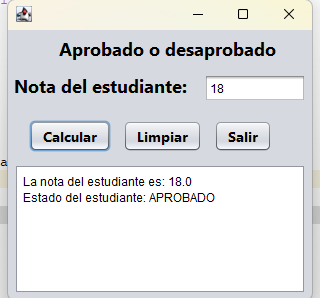 Aprobado o desaprobado
Nota del estudiante: 18
Calcular Limpiar Salir
La nota del estudiante es: 18.0
Estado del estudiante: APROBADO